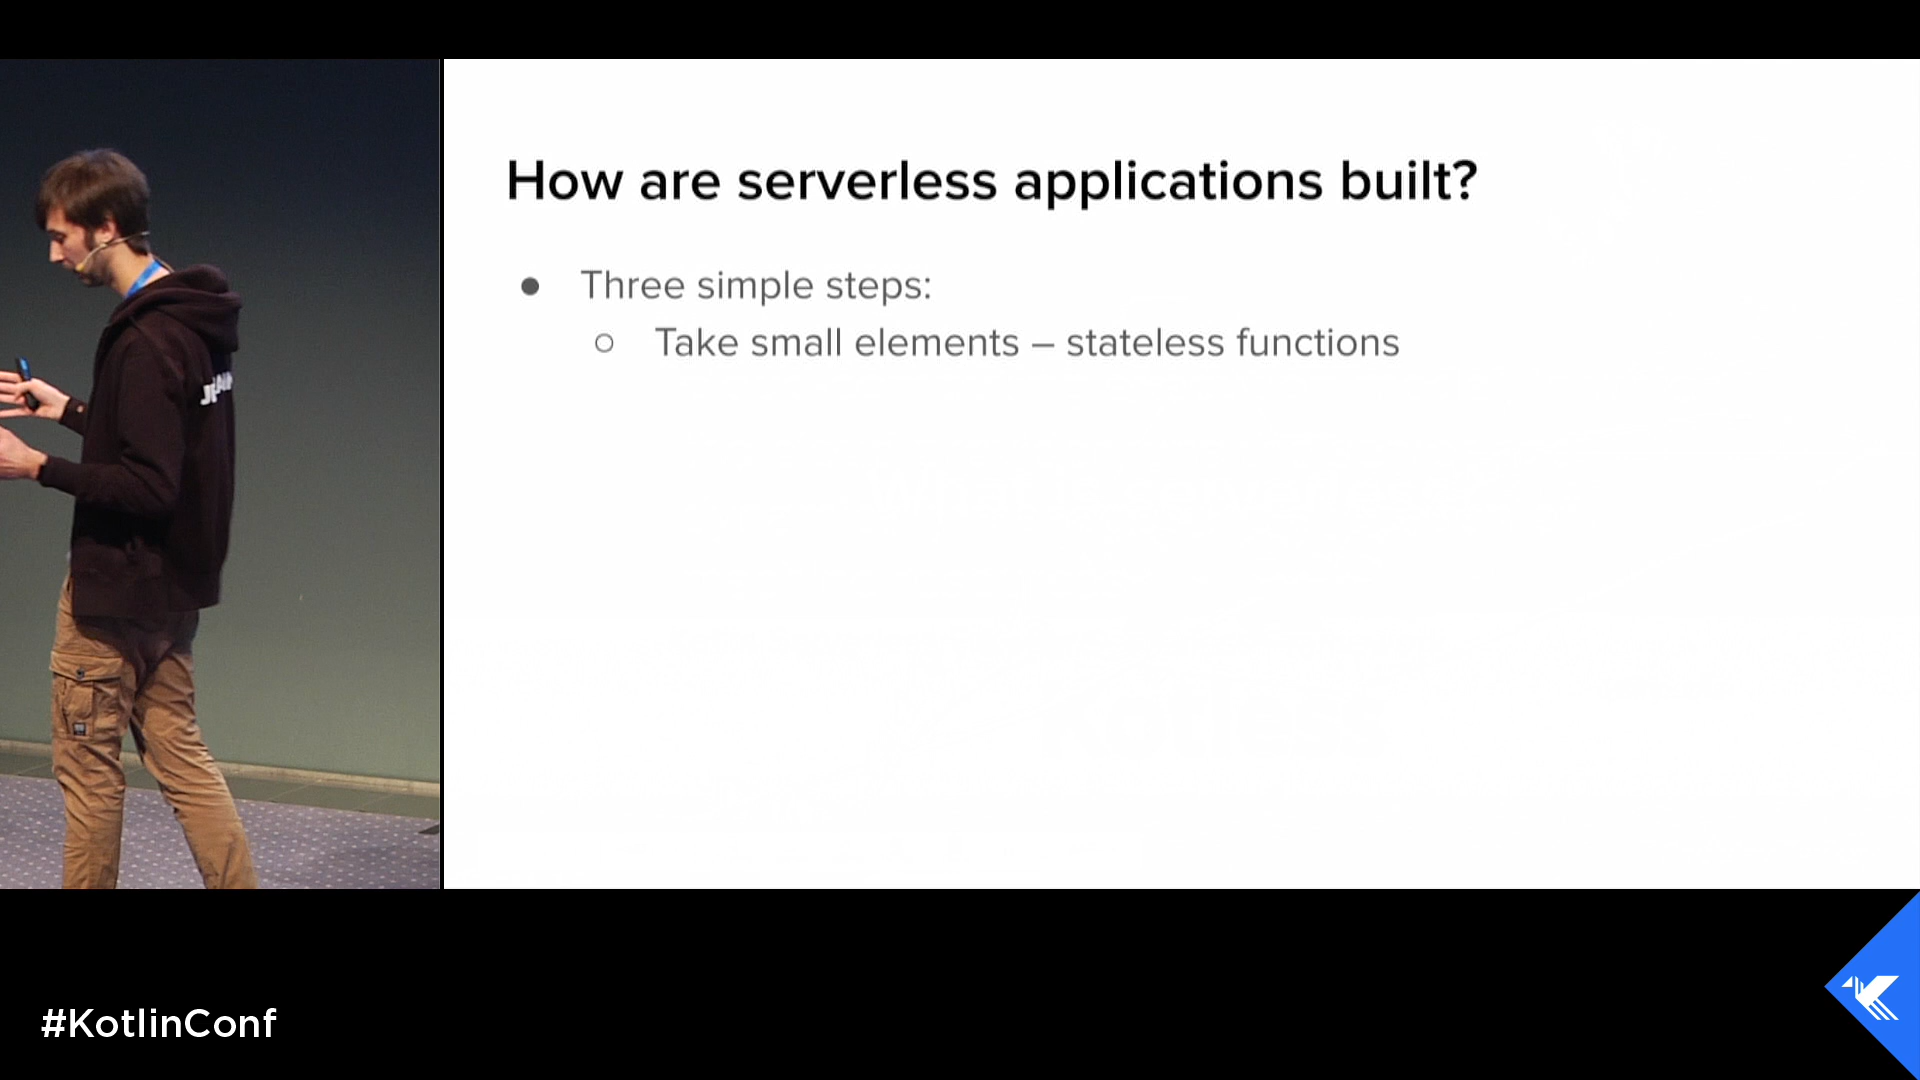 How are serverless applications built?
● Three simple steps:
○ Take small elements – stateless functions
#KotlinConf